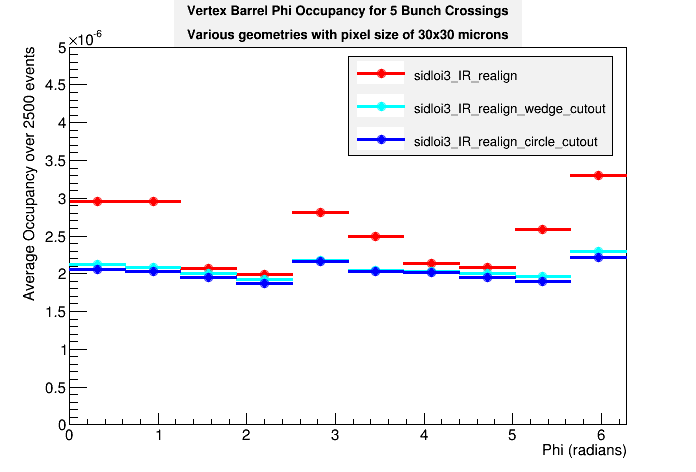 Vertex Barrel Phi Occupancy for 5 Bunch Crossings
Various geometries with pixel size of 30x30 microns
×10⁻⁶
Average Occupancy over 2500 events
5
4.5
4
3.5
3
2.5
2
1.5
1
0.5
0
sidloi3_IR_realign
sidloi3_IR_realign_wedge_cutout
sidloi3_IR_realign_circle_cutout
0 1 2 3 4 5 6
Phi (radians)